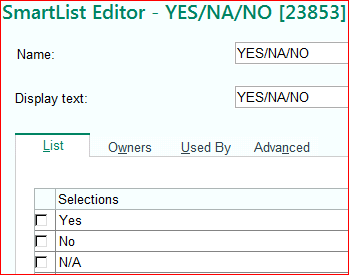 SmartList Editor - YES/NA/NO [23853]
Name: YES/NA/NO
Display text: YES/NA/NO
List Owners Used By Advanced
Selections
Yes
No
N/A